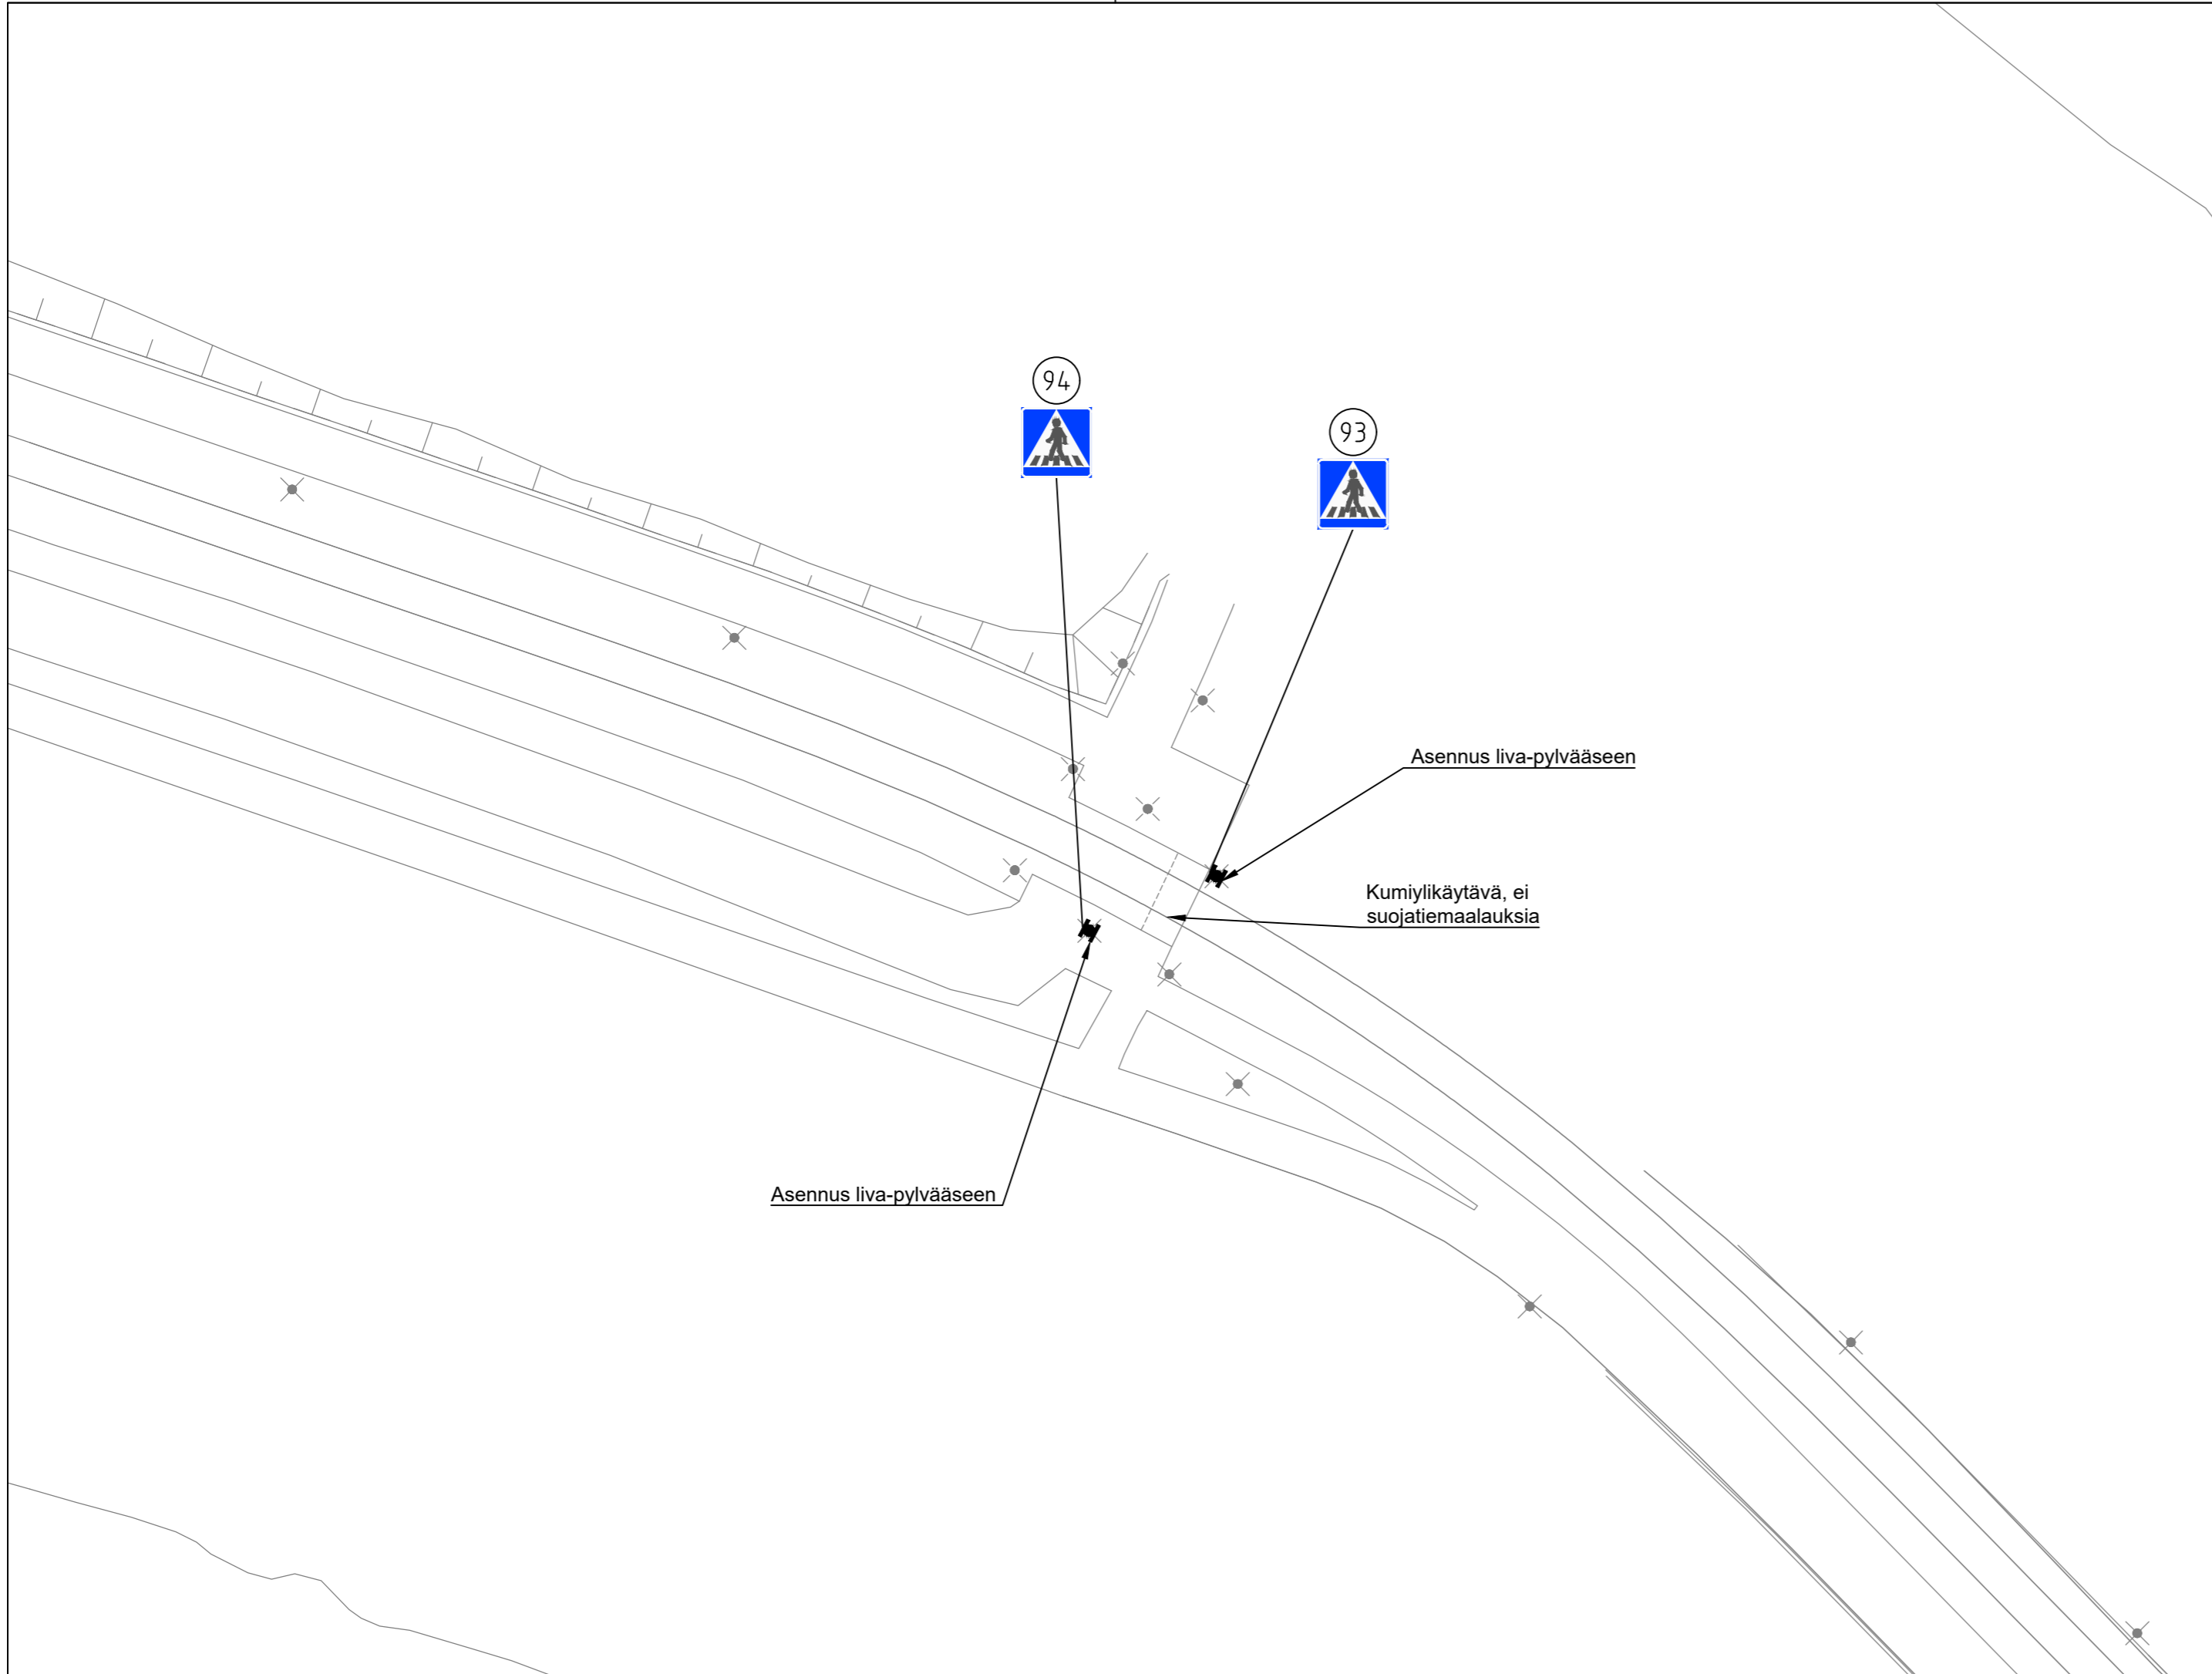 94
93
Asennus liva-pylvääseen
Kumiylikäytävä, ei
suojatiemaalauksia
Asennus liva-pylvääseen